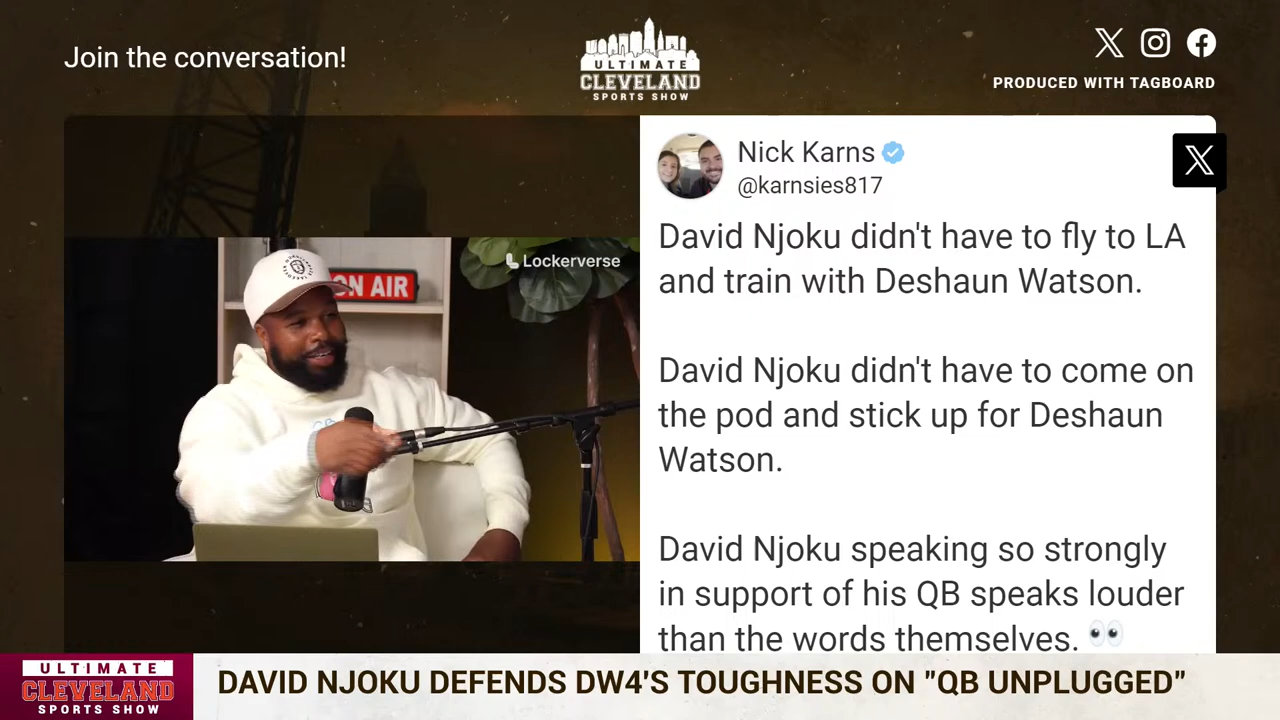 Join the conversation!
ULTIMATE
CLEVELAND
SPORTS SHOW
PRODUCED WITH TAGBOARD
Lockerverse
ON AIR
Nick Karns
@karnsies817
David Njoku didn't have to fly to LA
and train with Deshaun Watson.
David Njoku didn't have to come on
the pod and stick up for Deshaun
Watson.
David Njoku speaking so strongly
in support of his QB speaks louder
than the words themselves. 👀
ULTIMATE
CLEVELAND
SPORTS SHOW
DAVID NJOKU DEFENDS DW4'S TOUGHNESS ON "QB UNPLUGGED"